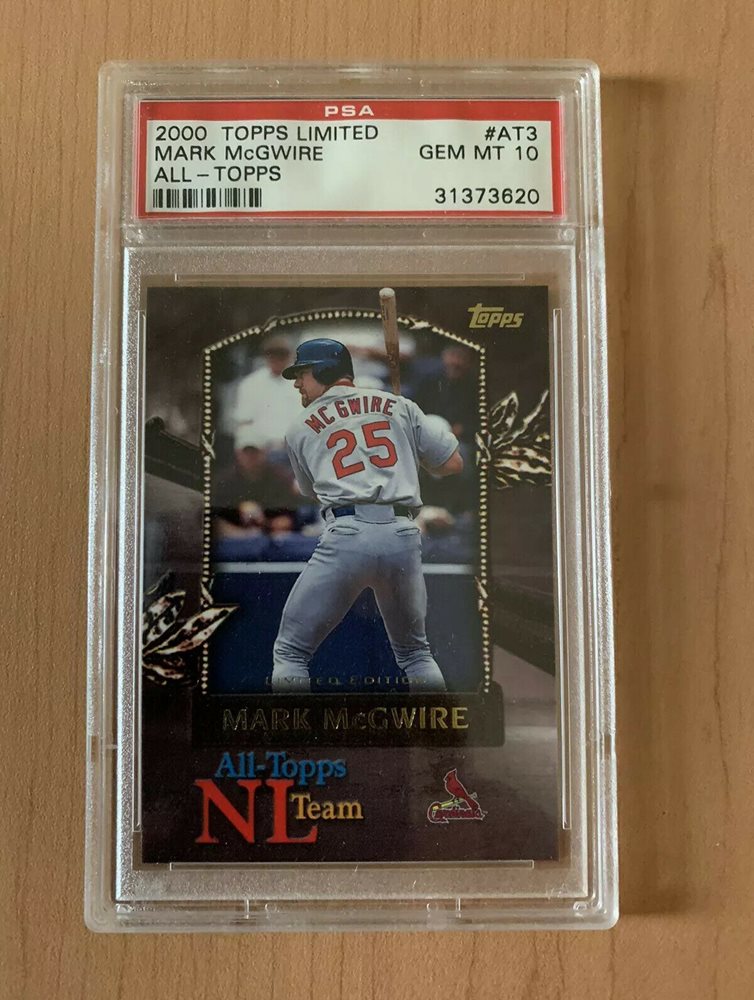 PSA
2000 TOPPS LIMITED #AT3
MARK McGWIRE GEM MT 10
ALL-TOPPS
31373620
Topps
MCGWIRE
25
LIMITED EDITION
MARK McGWIRE
All-Topps
NL Team
Cardinals